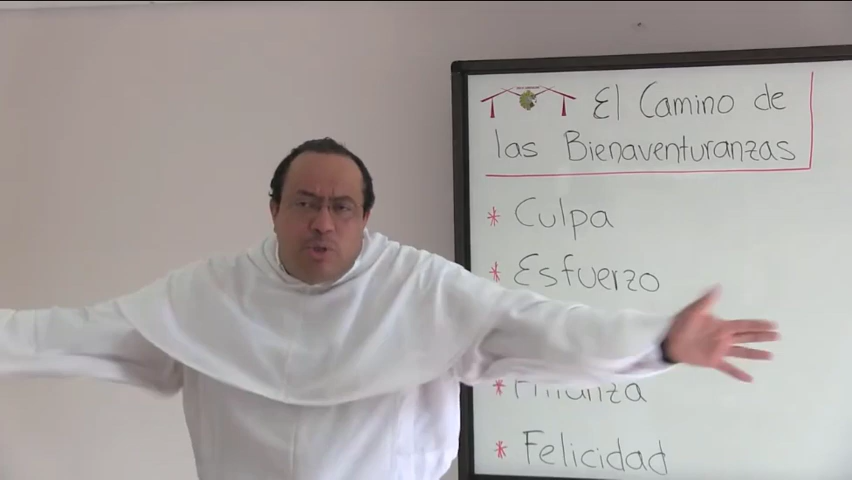 El Camino de
las Bienaventuranzas
* Culpa
* Esfuerzo
* Felicidad